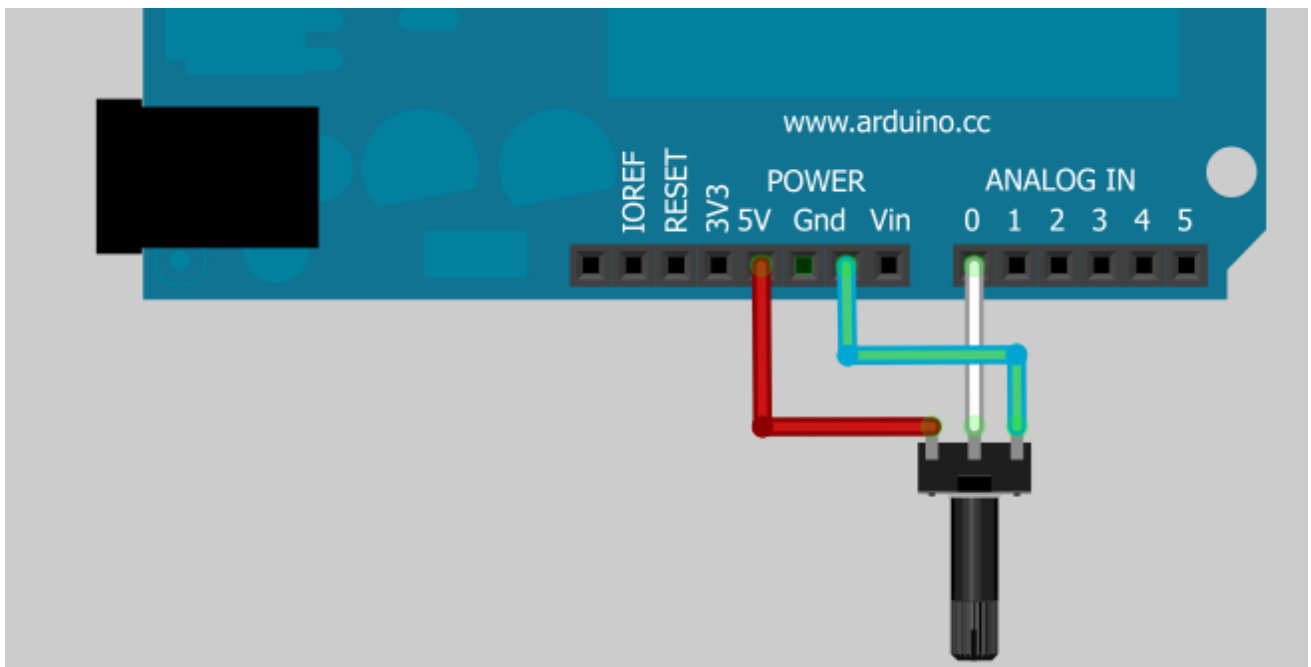 www.arduino.cc
IOREF
RESET
3V3
POWER
5V Gnd Vin
ANALOG IN
0 1 2 3 4 5